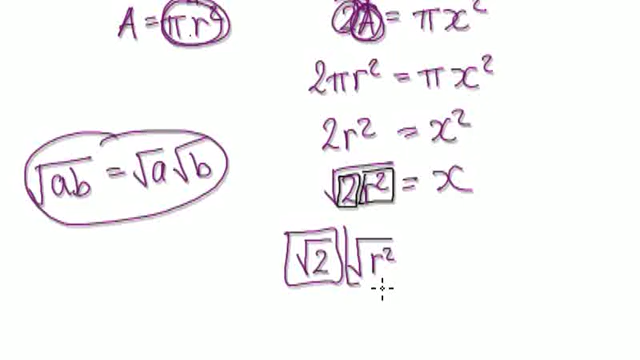 A = πr²
2A = πx²
2πr² = πx²
2r² = x²
√ab = √a√b
√2r² = x
√2 √r²